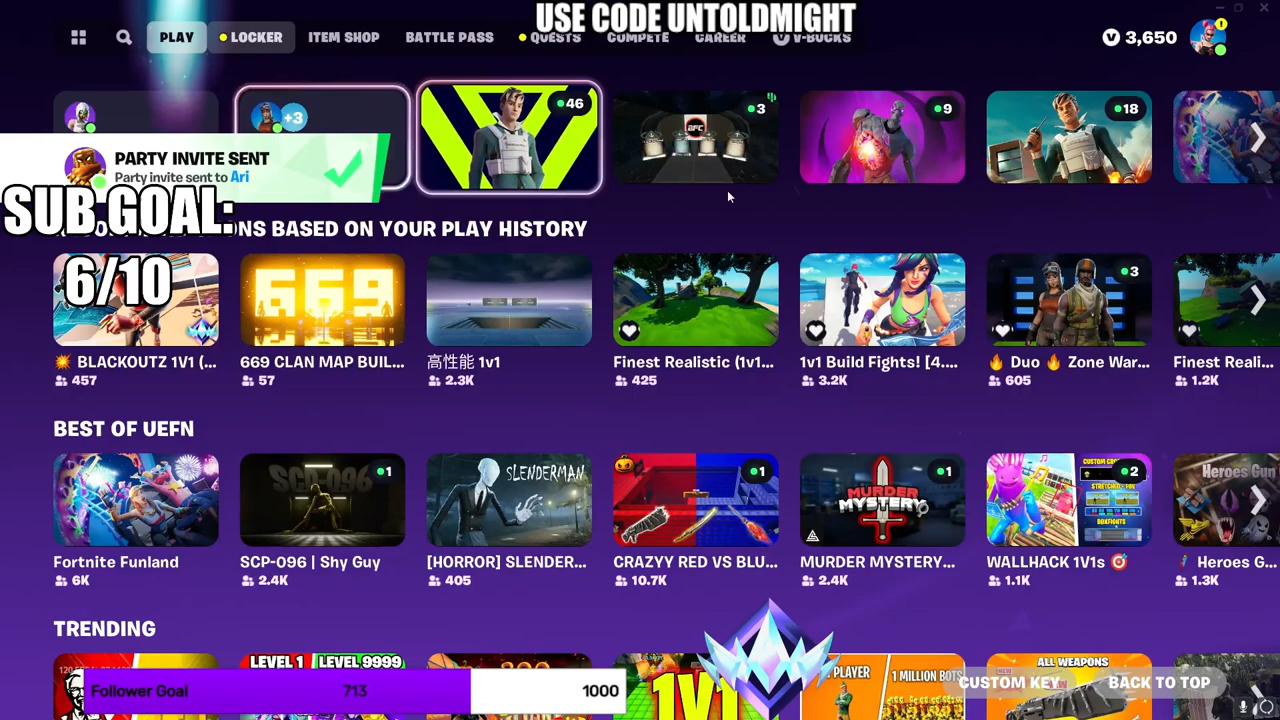 USE CODE UNTOLDMIGHT
PLAY
LOCKER
ITEM SHOP
BATTLE PASS
QUESTS
COMPETE
CAREER
V-BUCKS
3,650
+3
46
3
9
18
PARTY INVITE SENT
Party invite sent to Ari
SUB GOAL:
6/10
ONS BASED ON YOUR PLAY HISTORY
669
3
💥 BLACKOUTZ 1V1 (...
669 CLAN MAP BUIL...
高性能 1v1
Finest Realistic (1v1...
1v1 Build Fights! [4....
🔥 Duo 🔥 Zone War...
Finest Reali...
457
57
2.3K
425
3.2K
605
1.2K
BEST OF UEFN
SCP-096
1
SLENDERMAN
1
MURDER MYSTERY
1
2
Heroes Gun
Fortnite Funland
SCP-096 | Shy Guy
[HORROR] SLENDER...
CRAZYY RED VS BLU...
MURDER MYSTERY...
WALLHACK 1V1s 🎯
Heroes G...
6K
2.4K
405
10.7K
2.4K
1.1K
1.3K
TRENDING
LEVEL 1
LEVEL 9999
1V1
PLAYER
1 MILLION BOTS
ALL WEAPONS
Follower Goal
713
1000
CUSTOM KEY
BACK TO TOP